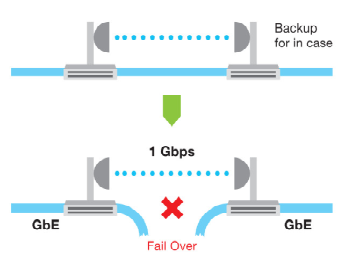 Backup
for in case
1 Gbps
GbE
GbE
Fail Over